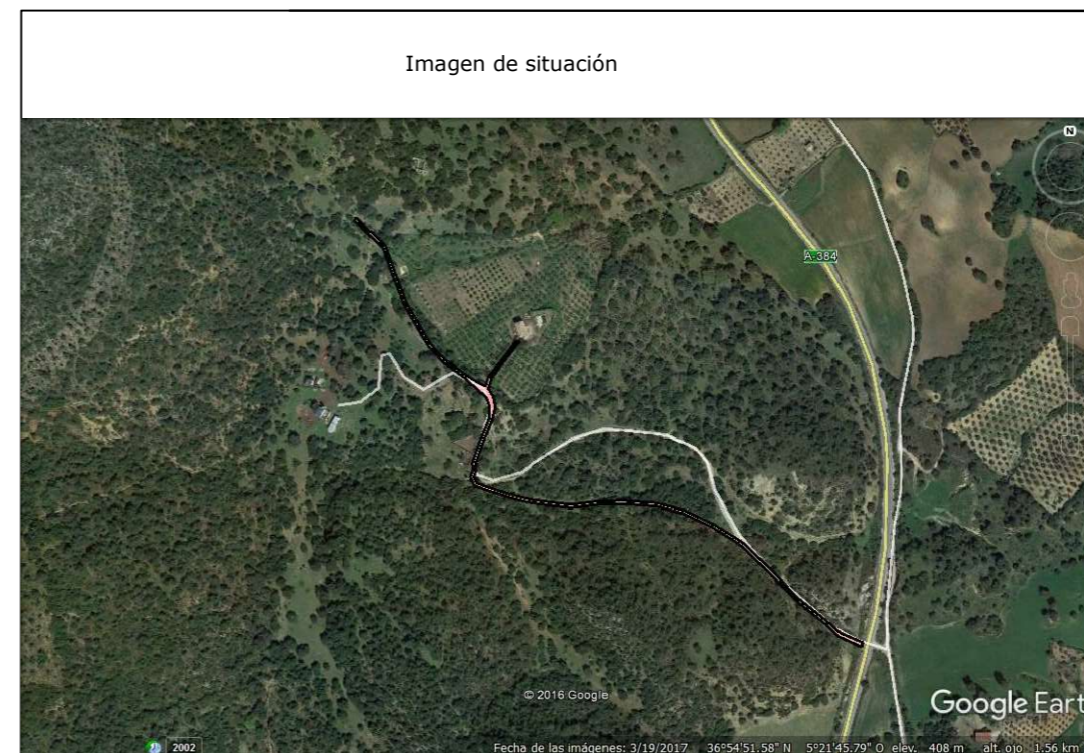 Imagen de situación
N
A-384
© 2016 Google
Google Eart
2002
Fecha de las imágenes: 3/19/2017 36°54'51.58" N 5°21'45.79" O elev. 408 m alt. ojo 1.56 km